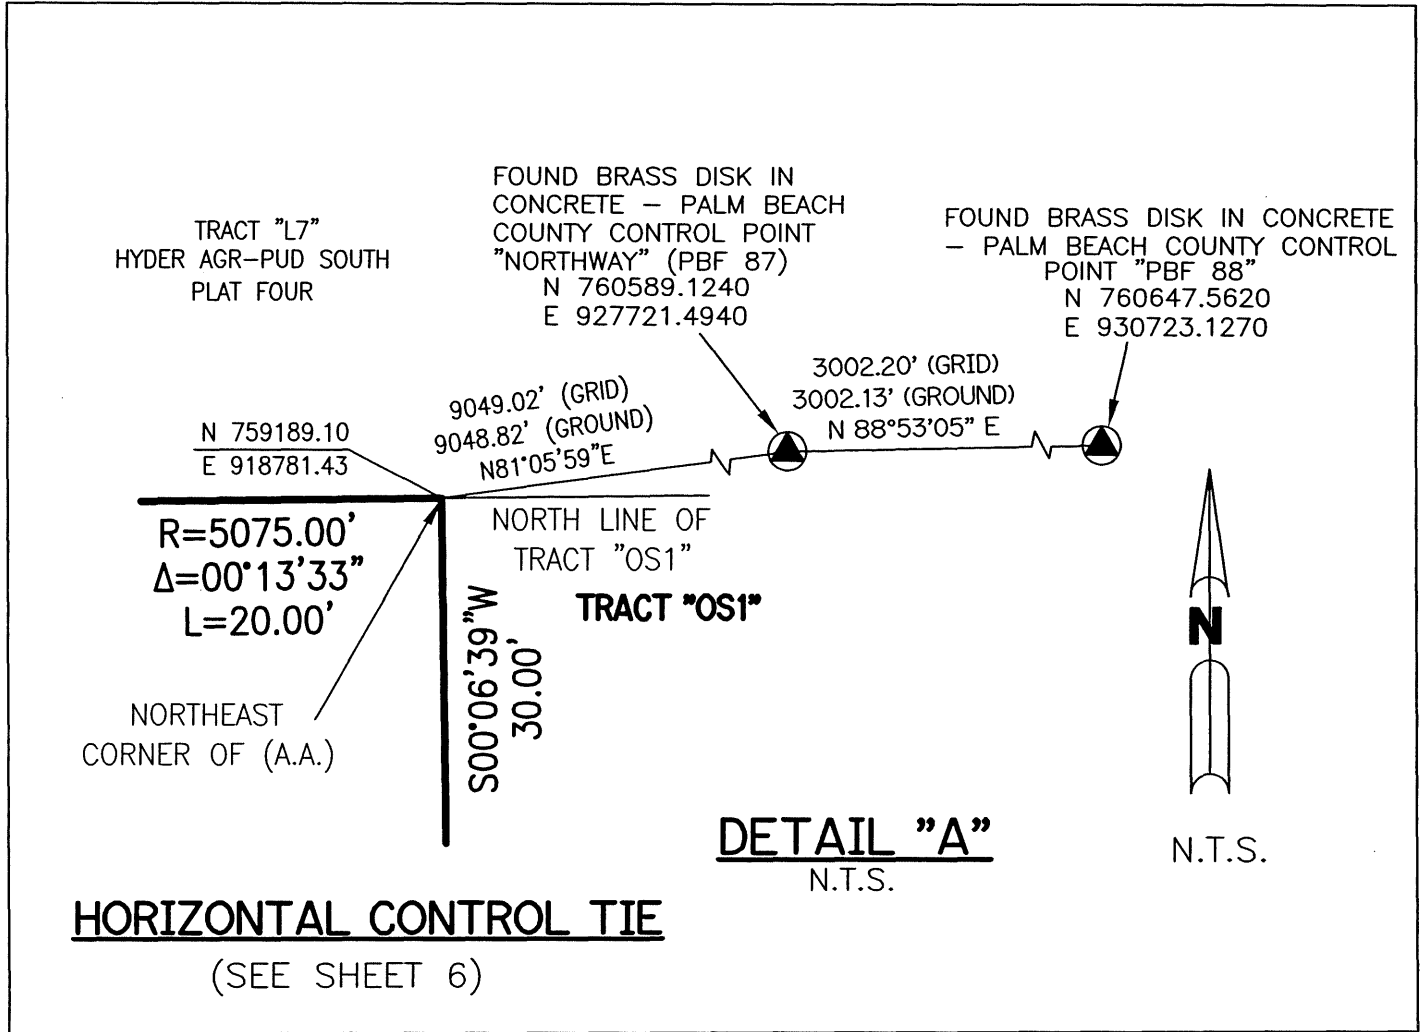 FOUND BRASS DISK IN
CONCRETE – PALM BEACH
COUNTY CONTROL POINT
"NORTHWAY" (PBF 87)
N 760589.1240
E 927721.4940
FOUND BRASS DISK IN CONCRETE
– PALM BEACH COUNTY CONTROL
POINT "PBF 88"
N 760647.5620
E 930723.1270
TRACT "L7"
HYDER AGR–PUD SOUTH
PLAT FOUR
3002.20' (GRID)
3002.13' (GROUND)
N 88°53'05" E
9049.02' (GRID)
9048.82' (GROUND)
N81°05'59"E
N 759189.10
E 918781.43
R=5075.00'
Δ=00°13'33"
L=20.00'
NORTH LINE OF
TRACT "OS1"
TRACT "OS1"
S00°06'39"W
30.00'
NORTHEAST
CORNER OF (A.A.)
N
N.T.S.
DETAIL "A"
N.T.S.
HORIZONTAL CONTROL TIE
(SEE SHEET 6)